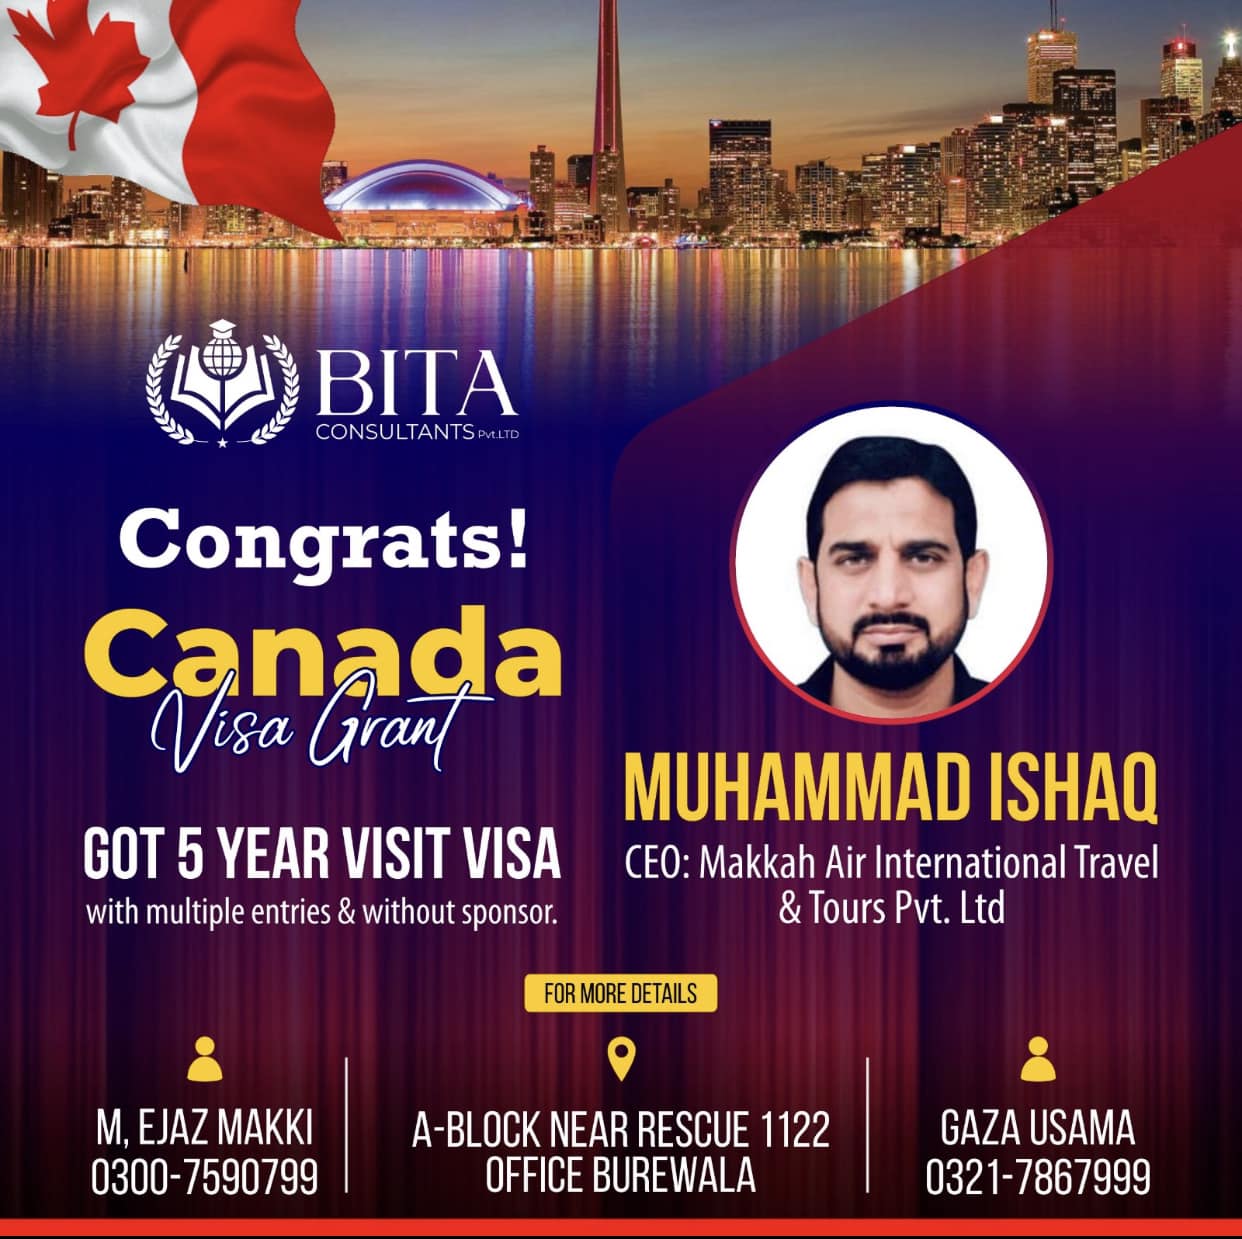 BITA
CONSULTANTS Pvt.LTD
Congrats!
Canada
Visa Grant
GOT 5 YEAR VISIT VISA
with multiple entries & without sponsor.
MUHAMMAD ISHAQ
CEO: Makkah Air International Travel
& Tours Pvt. Ltd
FOR MORE DETAILS
M, EJAZ MAKKI
0300-7590799
A-BLOCK NEAR RESCUE 1122
OFFICE BUREWALA
GAZA USAMA
0321-7867999